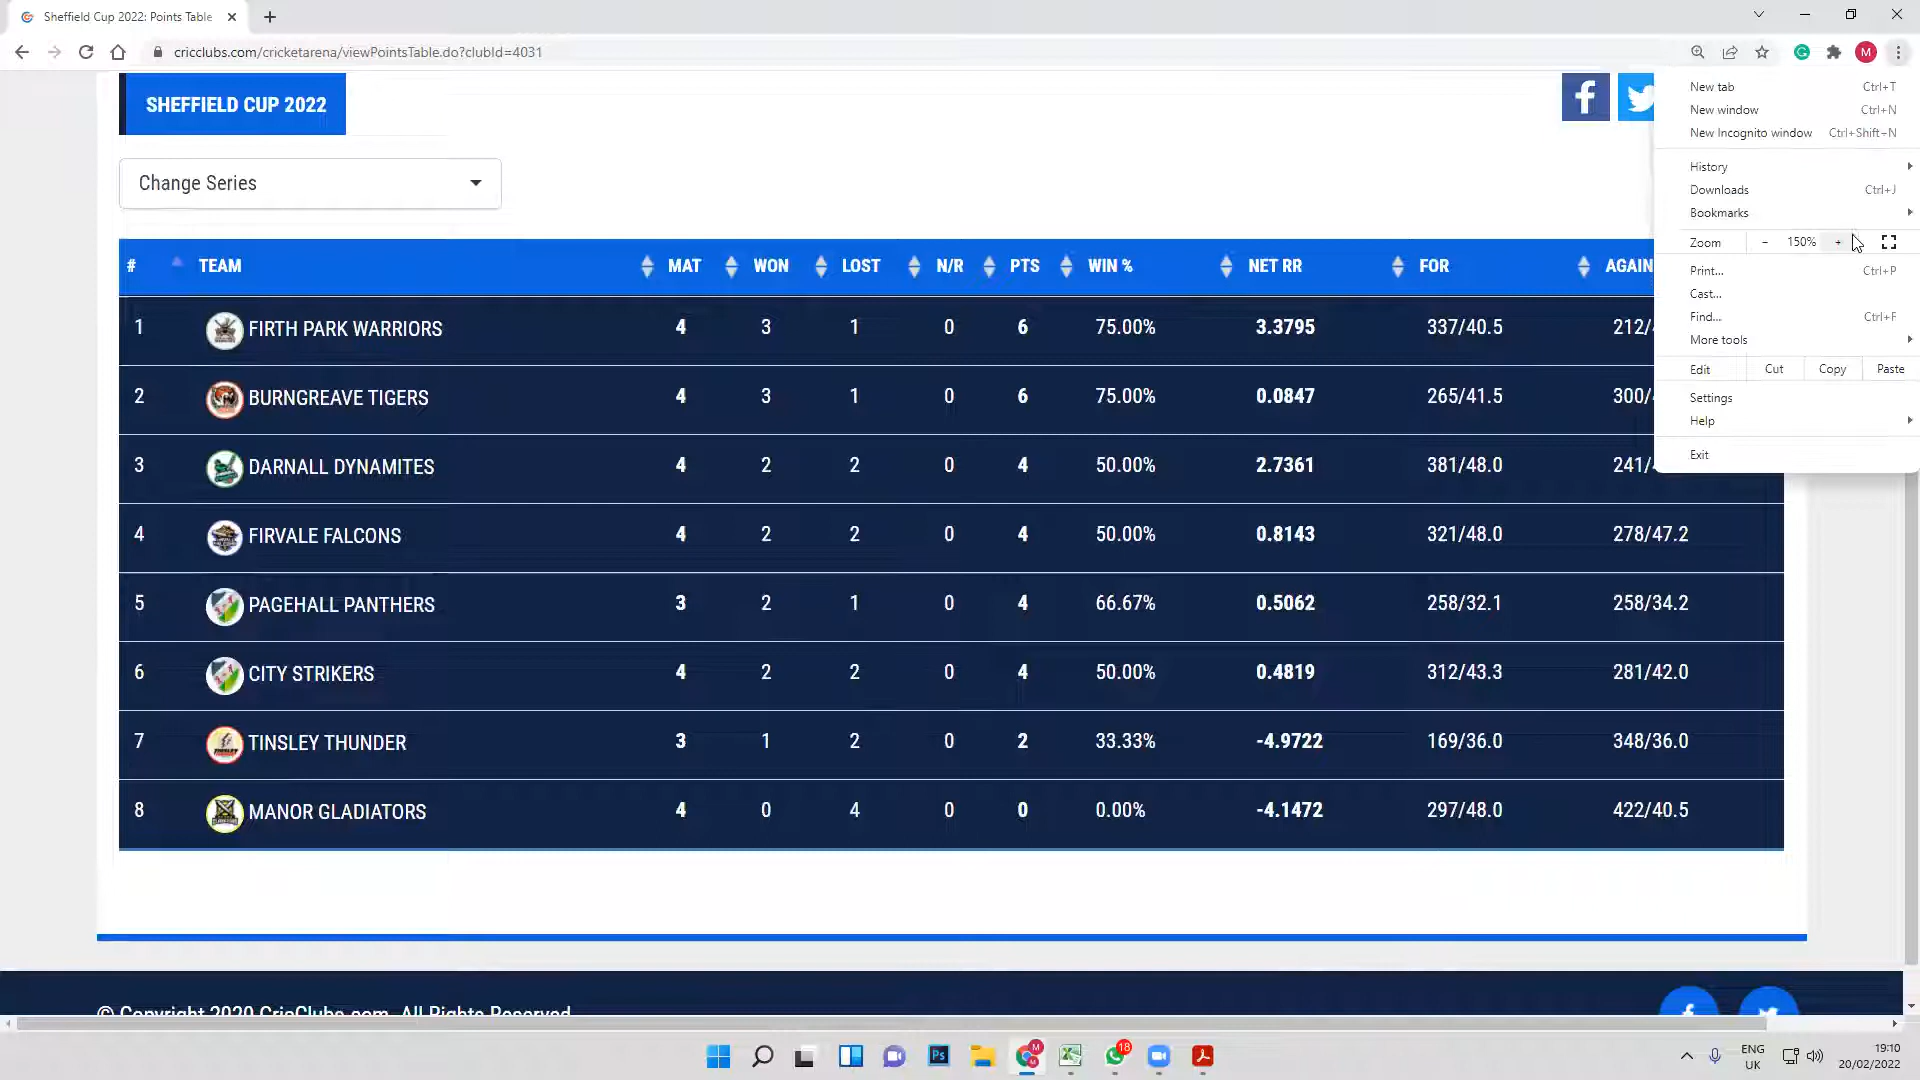 Sheffield Cup 2022: Points Table
cricclubs.com/cricketarena/viewPointsTable.do?clubId=4031
M
SHEFFIELD CUP 2022
Change Series
# TEAM MAT WON LOST N/R PTS WIN % NET RR FOR AGAIN
1 FIRTH PARK WARRIORS 4 3 1 0 6 75.00% 3.3795 337/40.5 212/
2 BURNGREAVE TIGERS 4 3 1 0 6 75.00% 0.0847 265/41.5 300/
3 DARNALL DYNAMITES 4 2 2 0 4 50.00% 2.7361 381/48.0 241/
4 FIRVALE FALCONS 4 2 2 0 4 50.00% 0.8143 321/48.0 278/47.2
5 PAGEHALL PANTHERS 3 2 1 0 4 66.67% 0.5062 258/32.1 258/34.2
6 CITY STRIKERS 4 2 2 0 4 50.00% 0.4819 312/43.3 281/42.0
7 TINSLEY THUNDER 3 1 2 0 2 33.33% -4.9722 169/36.0 348/36.0
8 MANOR GLADIATORS 4 0 4 0 0 0.00% -4.1472 297/48.0 422/40.5
New tab Ctrl+T
New window Ctrl+N
New Incognito window Ctrl+Shift+N
History
Downloads Ctrl+J
Bookmarks
Zoom - 150% +
Print... Ctrl+P
Cast...
Find... Ctrl+F
More tools
Edit Cut Copy Paste
Settings
Help
Exit
© Copyright 2020 CricClubs.com. All Rights Reserved
Ps
M
18
ENG
UK
19:10
20/02/2022